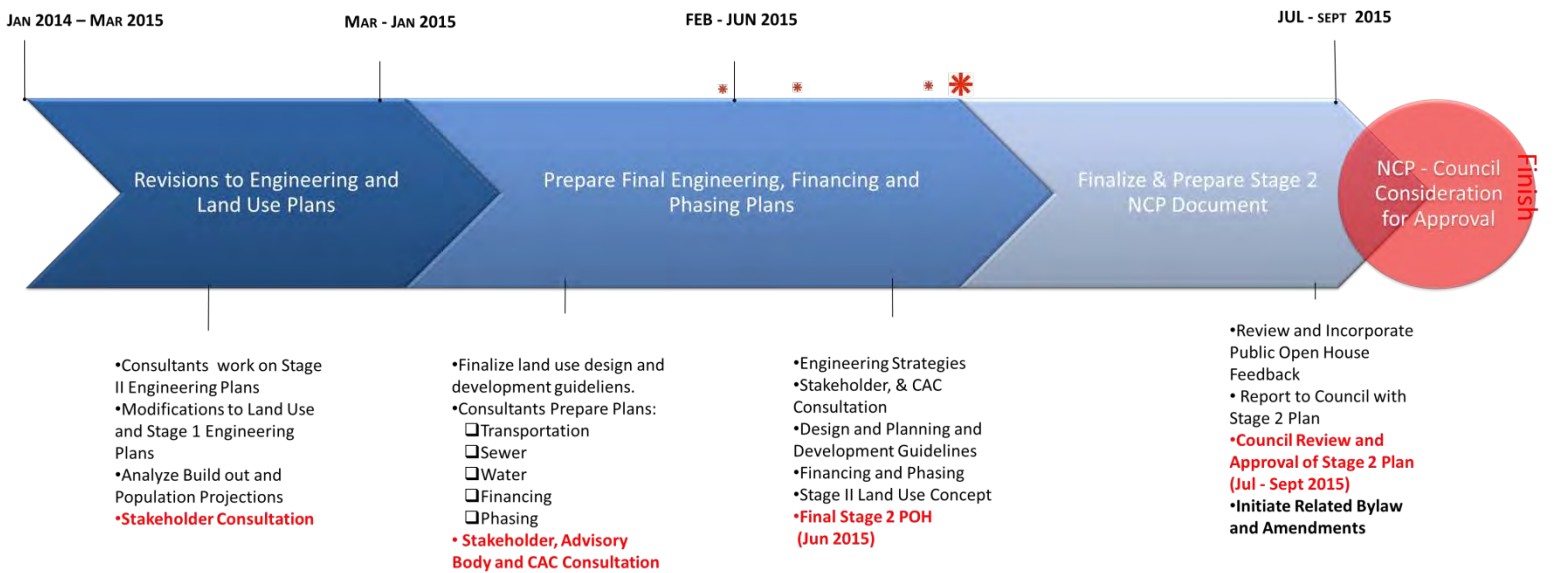 JAN 2014 – MAR 2015
MAR - JAN 2015
FEB - JUN 2015
JUL - SEPT 2015
Revisions to Engineering and
Land Use Plans
Prepare Final Engineering, Financing and
Phasing Plans
Finalize & Prepare Stage 2
NCP Document
NCP - Council
Consideration
for Approval
Finish
•Consultants work on Stage
II Engineering Plans
•Modifications to Land Use
and Stage 1 Engineering
Plans
•Analyze Build out and
Population Projections
•Stakeholder Consultation
•Finalize land use design and
development guideliens.
•Consultants Prepare Plans:
❑Transportation
❑Sewer
❑Water
❑Financing
❑Phasing
• Stakeholder, Advisory
Body and CAC Consultation
•Engineering Strategies
•Stakeholder, & CAC
Consultation
•Design and Planning and
Development Guidelines
•Financing and Phasing
•Stage II Land Use Concept
•Final Stage 2 POH
(Jun 2015)
•Review and Incorporate
Public Open House
Feedback
• Report to Council with
Stage 2 Plan
•Council Review and
Approval of Stage 2 Plan
(Jul - Sept 2015)
•Initiate Related Bylaw
and Amendments